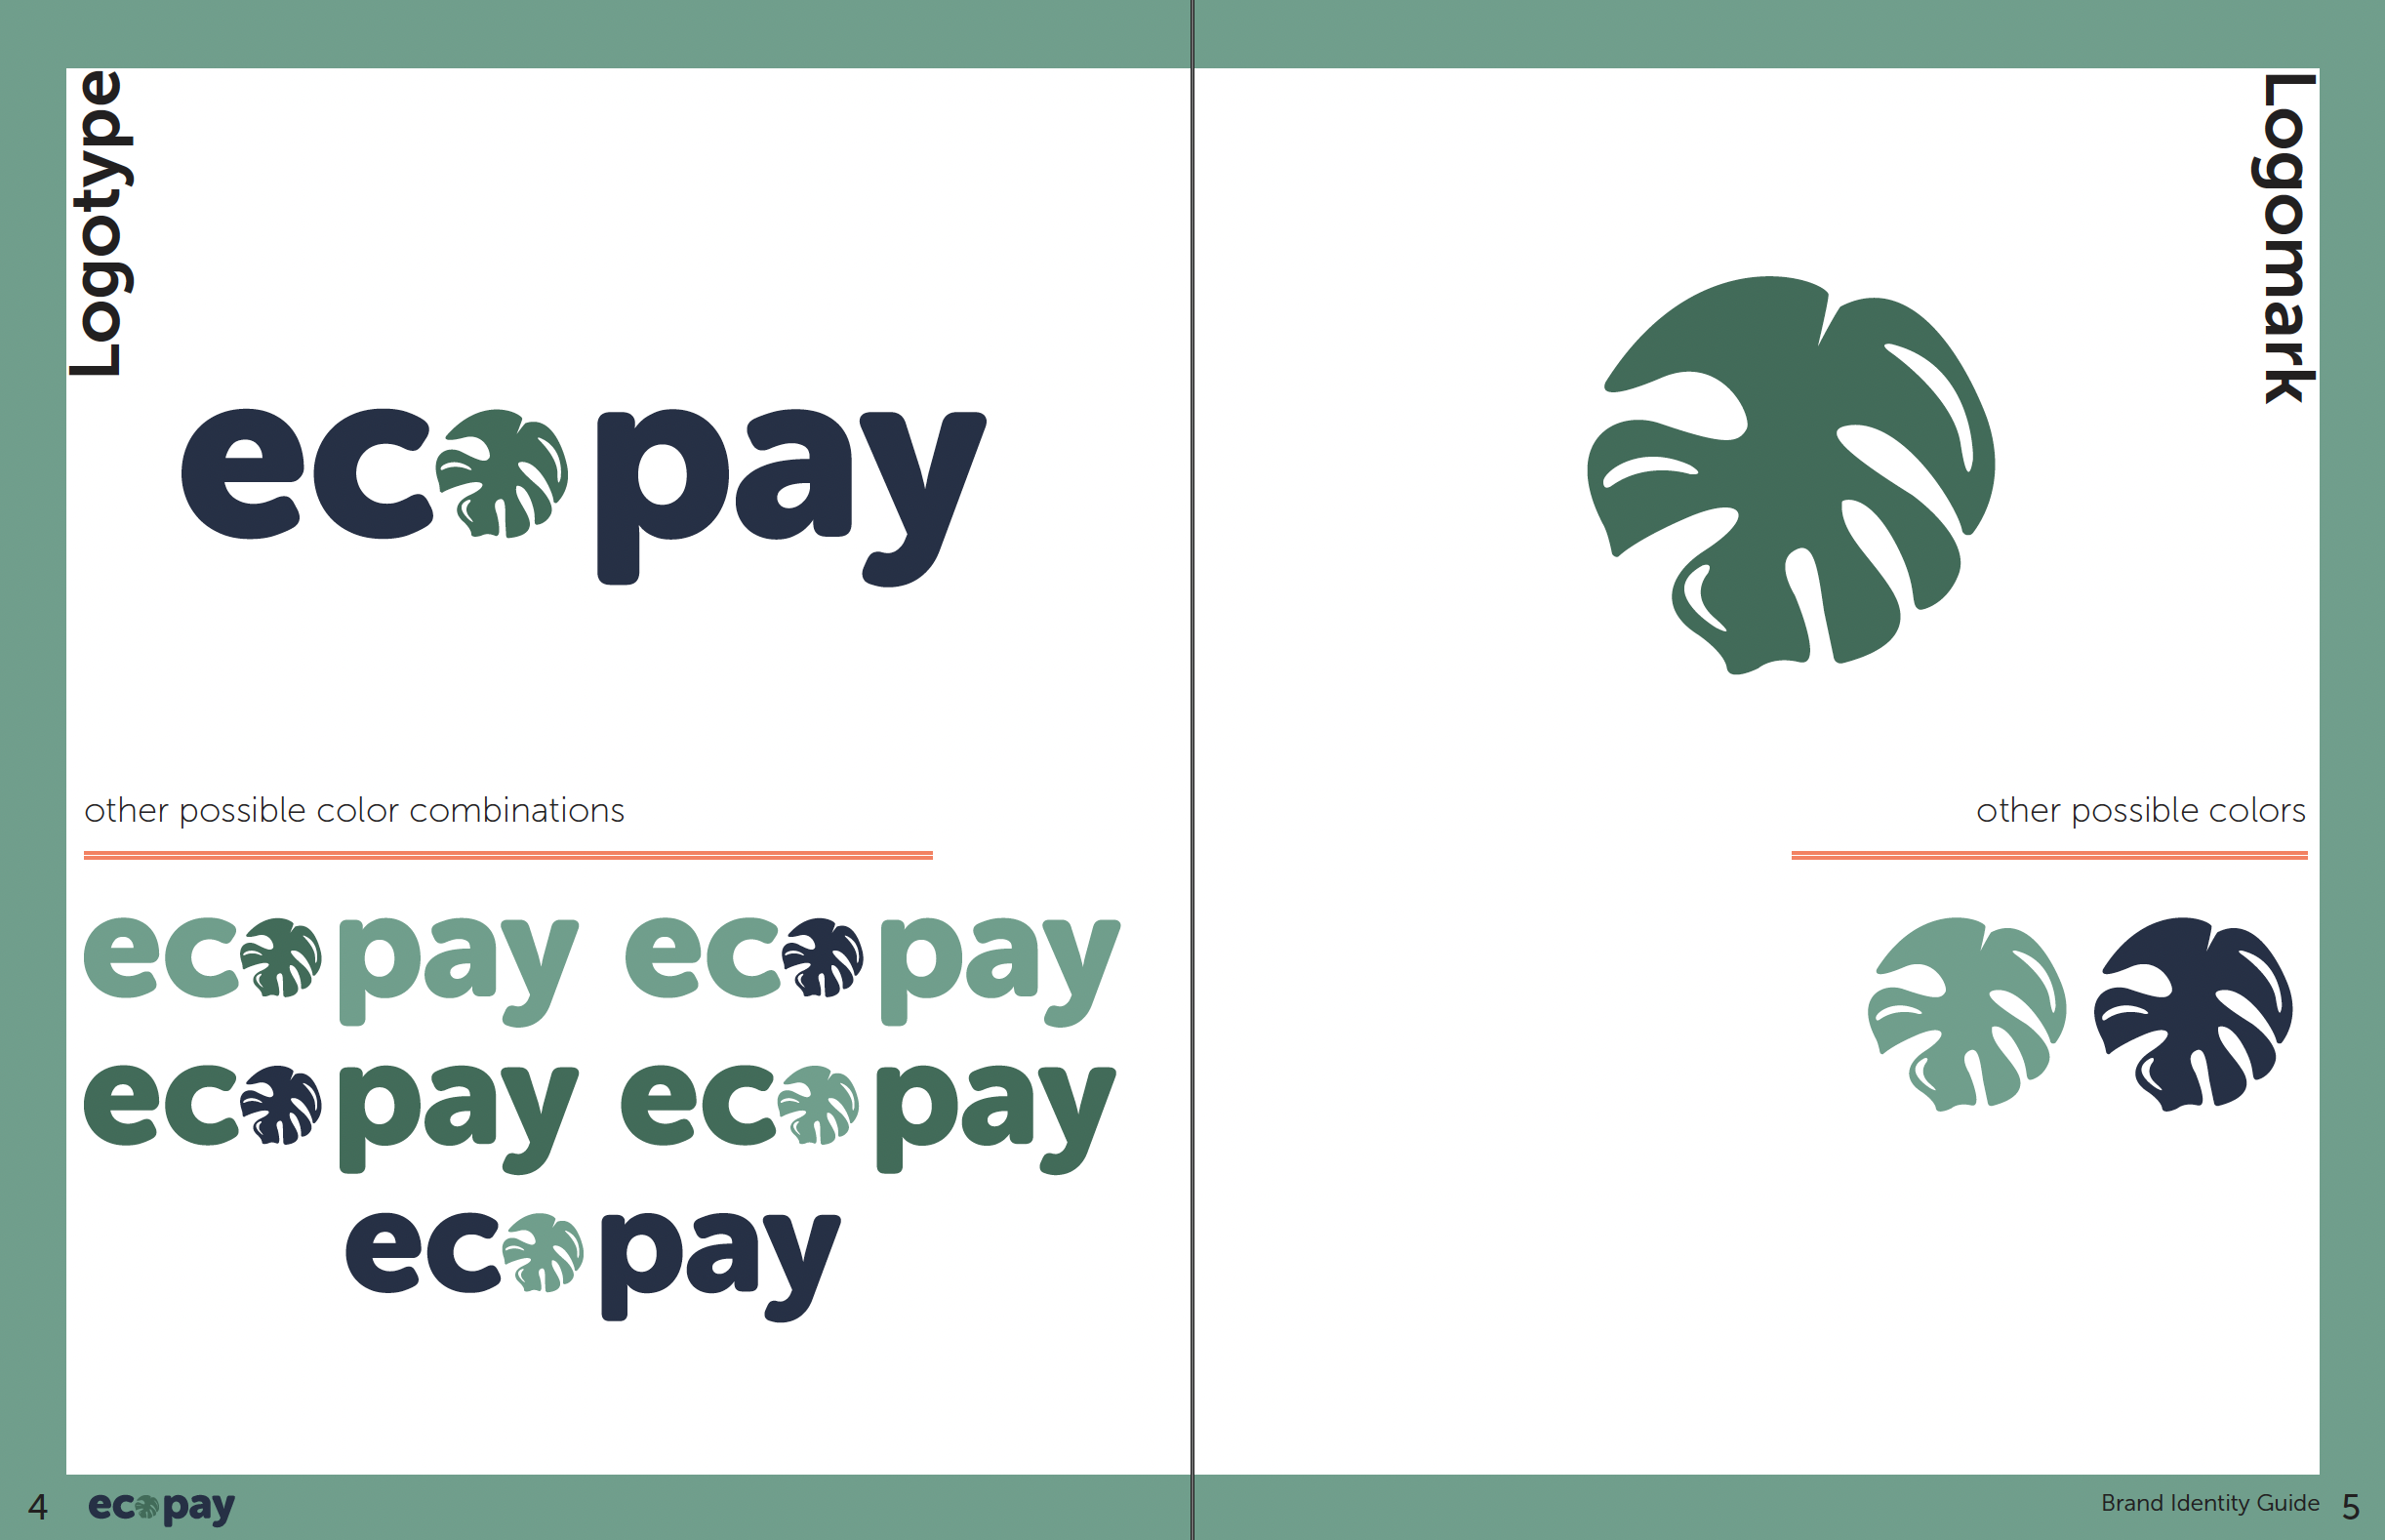 Logotype
ecopay
other possible color combinations
ecopay ecopay
ecopay ecopay
ecopay
4 ecopay
Logomark
other possible colors
Brand Identity Guide 5